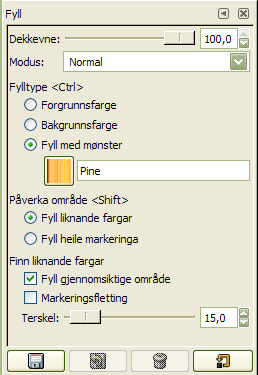 Fyll
Dekkevne: 100,0
Modus: Normal
Fylltype <Ctrl>
Forgrunnsfarge
Bakgrunnsfarge
Fyll med mønster
Pine
Påverka område <Shift>
Fyll liknande fargar
Fyll heile markeringa
Finn liknande fargar
Fyll gjennomsiktige område
Markeringsfletting
Terskel: 15,0